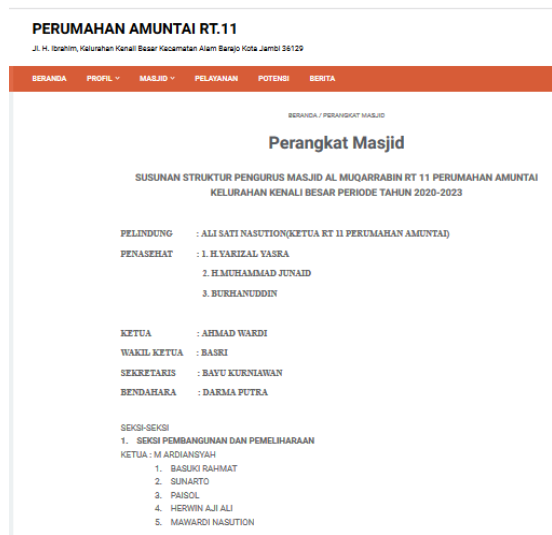 PERUMAHAN AMUNTAI RT.11
Jl. H. Ibrahim, Kelurahan Kenali Besar Kecamatan Alam Barajo Kota Jambi 36129
BERANDA PROFIL MASJID PELAYANAN POTENSI BERITA
BERANDA / PERANGKAT MASJID
Perangkat Masjid
SUSUNAN STRUKTUR PENGURUS MASJID AL MUQARRABIN RT 11 PERUMAHAN AMUNTAI
KELURAHAN KENALI BESAR PERIODE TAHUN 2020-2023
PELINDUNG : ALI SATI NASUTION(KETUA RT 11 PERUMAHAN AMUNTAI)
PENASEHAT : 1. H.YARIZAL YASRA
2. H.MUHAMMAD JUNAID
3. BURHANUDDIN
KETUA : AHMAD WARDI
WAKIL KETUA : BASRI
SEKRETARIS : BAYU KURNIAWAN
BENDAHARA : DARMA PUTRA
SEKSI-SEKSI
1. SEKSI PEMBANGUNAN DAN PEMELIHARAAN
KETUA : M ARDIANSYAH
1. BASUKI RAHMAT
2. SUNARTO
3. PAISOL
4. HERWIN AJI ALI
5. MAWARDI NASUTION